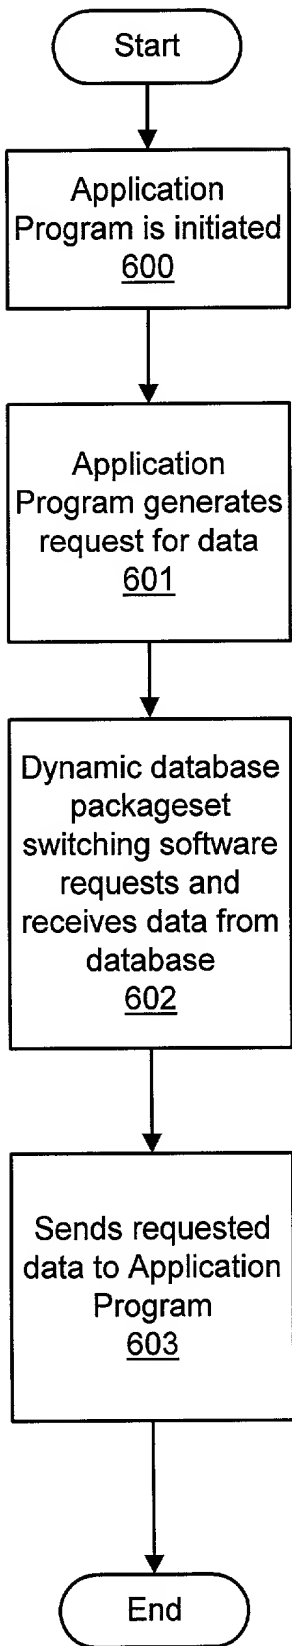 Start
Application
Program is initiated
600
Application
Program generates
request for data
601
Dynamic database
packageset
switching software
requests and
receives data from
database
602
Sends requested
data to Application
Program
603
End